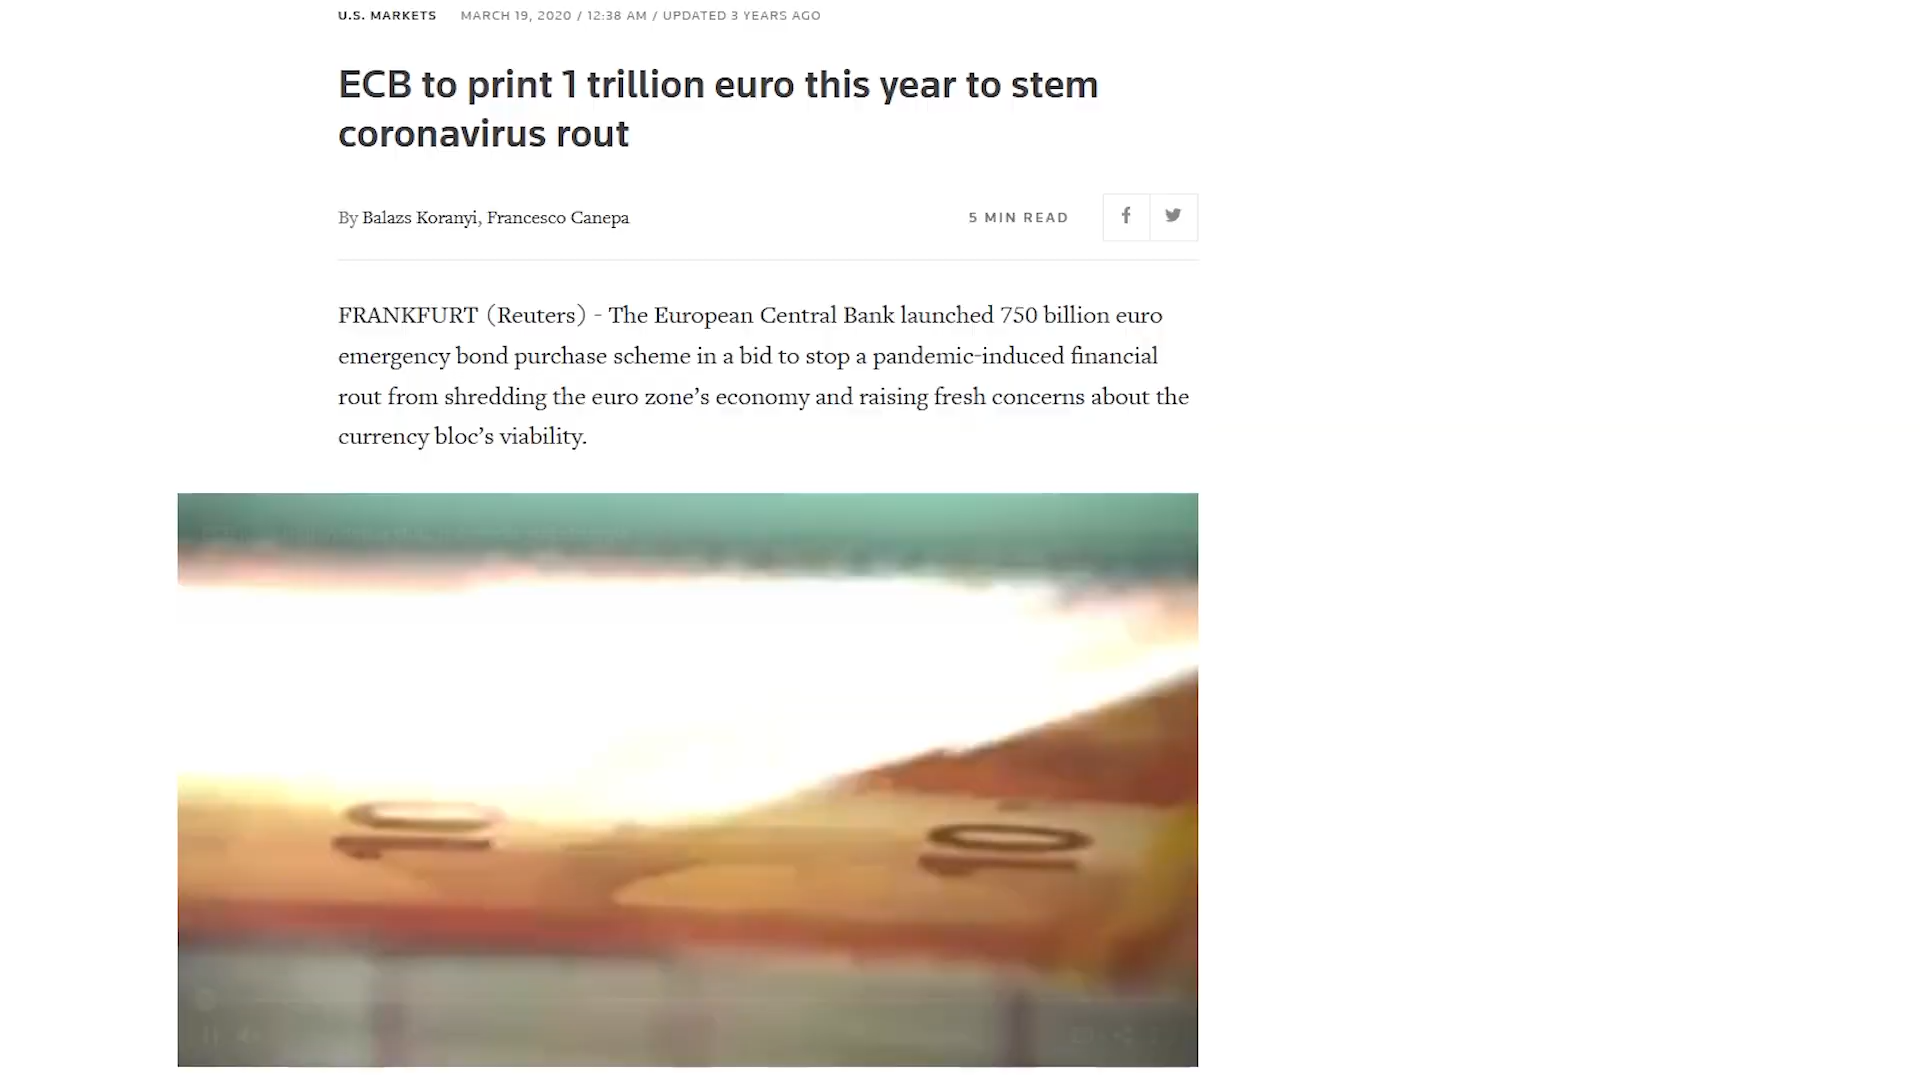 U.S. MARKETS MARCH 19, 2020 / 12:38 AM / UPDATED 3 YEARS AGO
ECB to print 1 trillion euro this year to stem
coronavirus rout
By Balazs Koranyi, Francesco Canepa 5 MIN READ
FRANKFURT (Reuters) - The European Central Bank launched 750 billion euro
emergency bond purchase scheme in a bid to stop a pandemic-induced financial
rout from shredding the euro zone’s economy and raising fresh concerns about the
currency bloc’s viability.
10 10